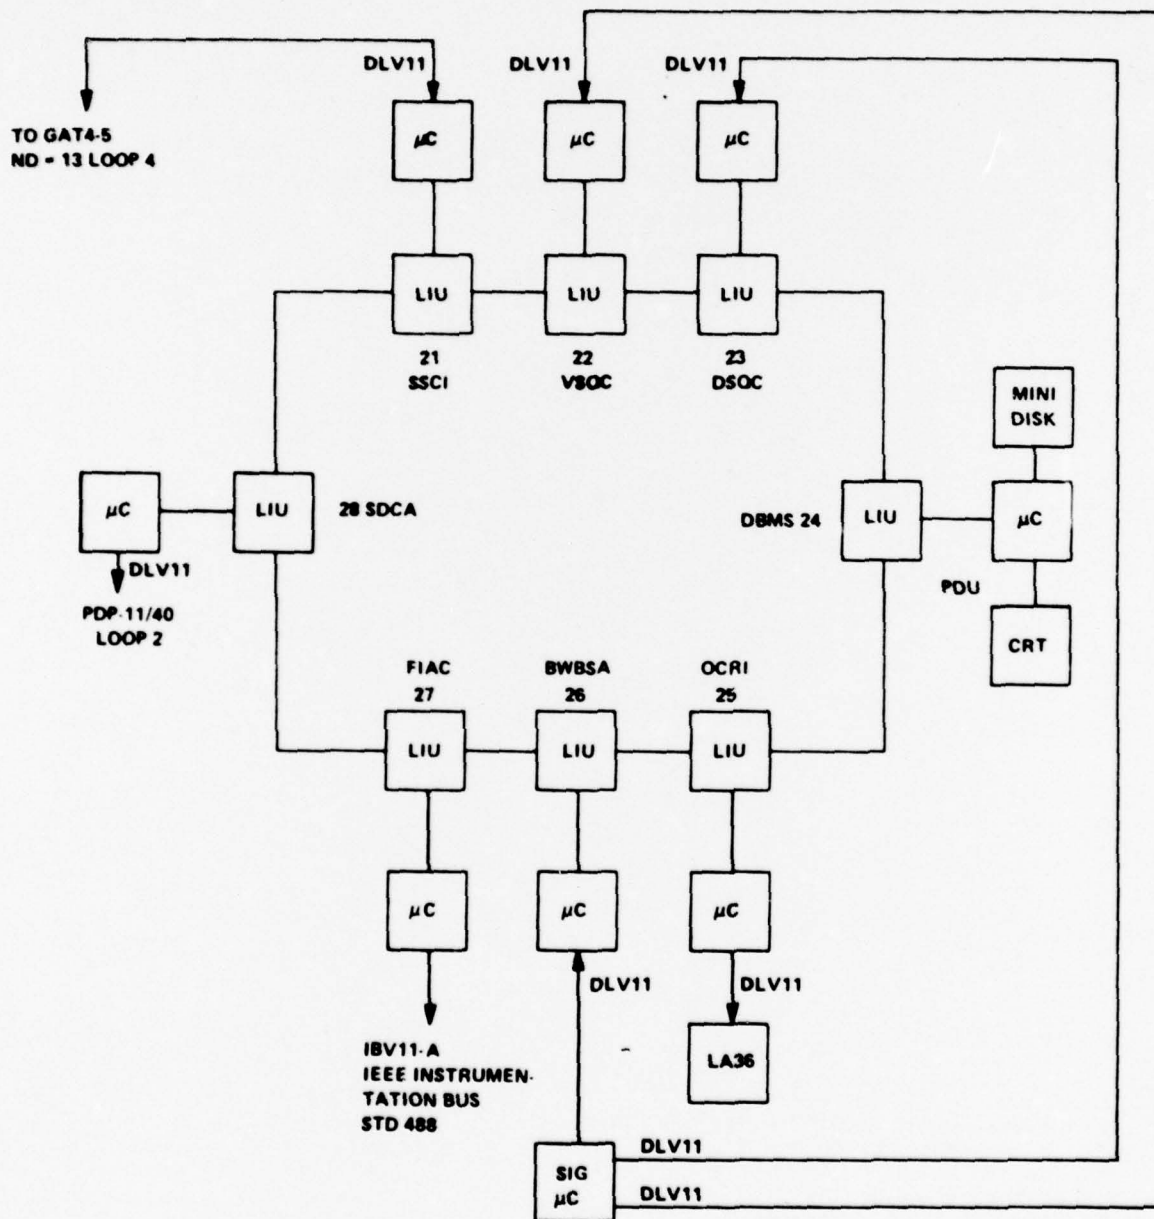 DLV11
DLV11
DLV11
TO GAT4-5
ND = 13 LOOP 4
μC
μC
μC
LIU
LIU
LIU
21
SSCI
22
VSQC
23
DSQC
MINI
DISK
μC
LIU
28 SDCA
DBMS 24
LIU
μC
DLV11
PDP-11/40
LOOP 2
PDU
CRT
FIAC
27
BWBSA
26
OCRI
25
LIU
LIU
LIU
μC
μC
μC
DLV11
DLV11
IBV11-A
IEEE INSTRUMEN-
TATION BUS
STD 488
LA36
SIG
μC
DLV11
DLV11